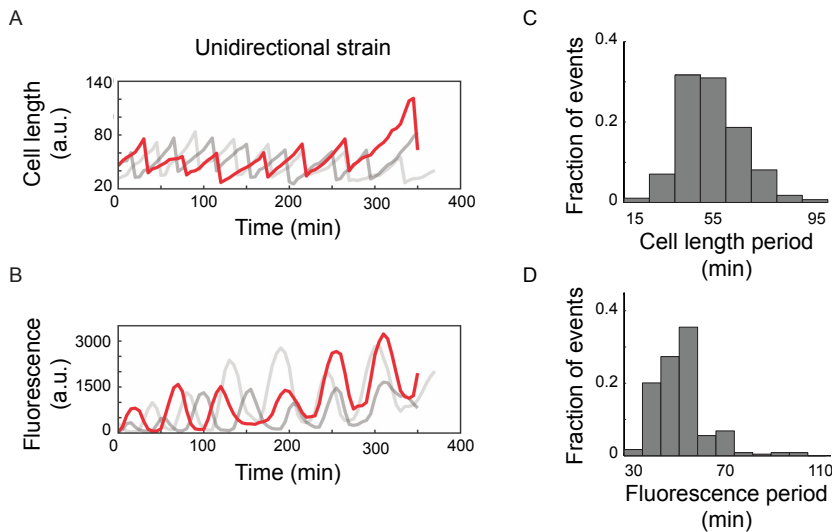 A
Unidirectional strain
140
80
20
Cell length
(a.u.)
0 100 200 300 400
Time (min)
B
3000
1500
0
Fluorescence
(a.u.)
0 100 200 300 400
Time (min)
C
0.4
0.2
0
Fraction of events
15 55 95
Cell length period
(min)
D
0.4
0.2
0
Fraction of events
30 70 110
Fluorescence period
(min)